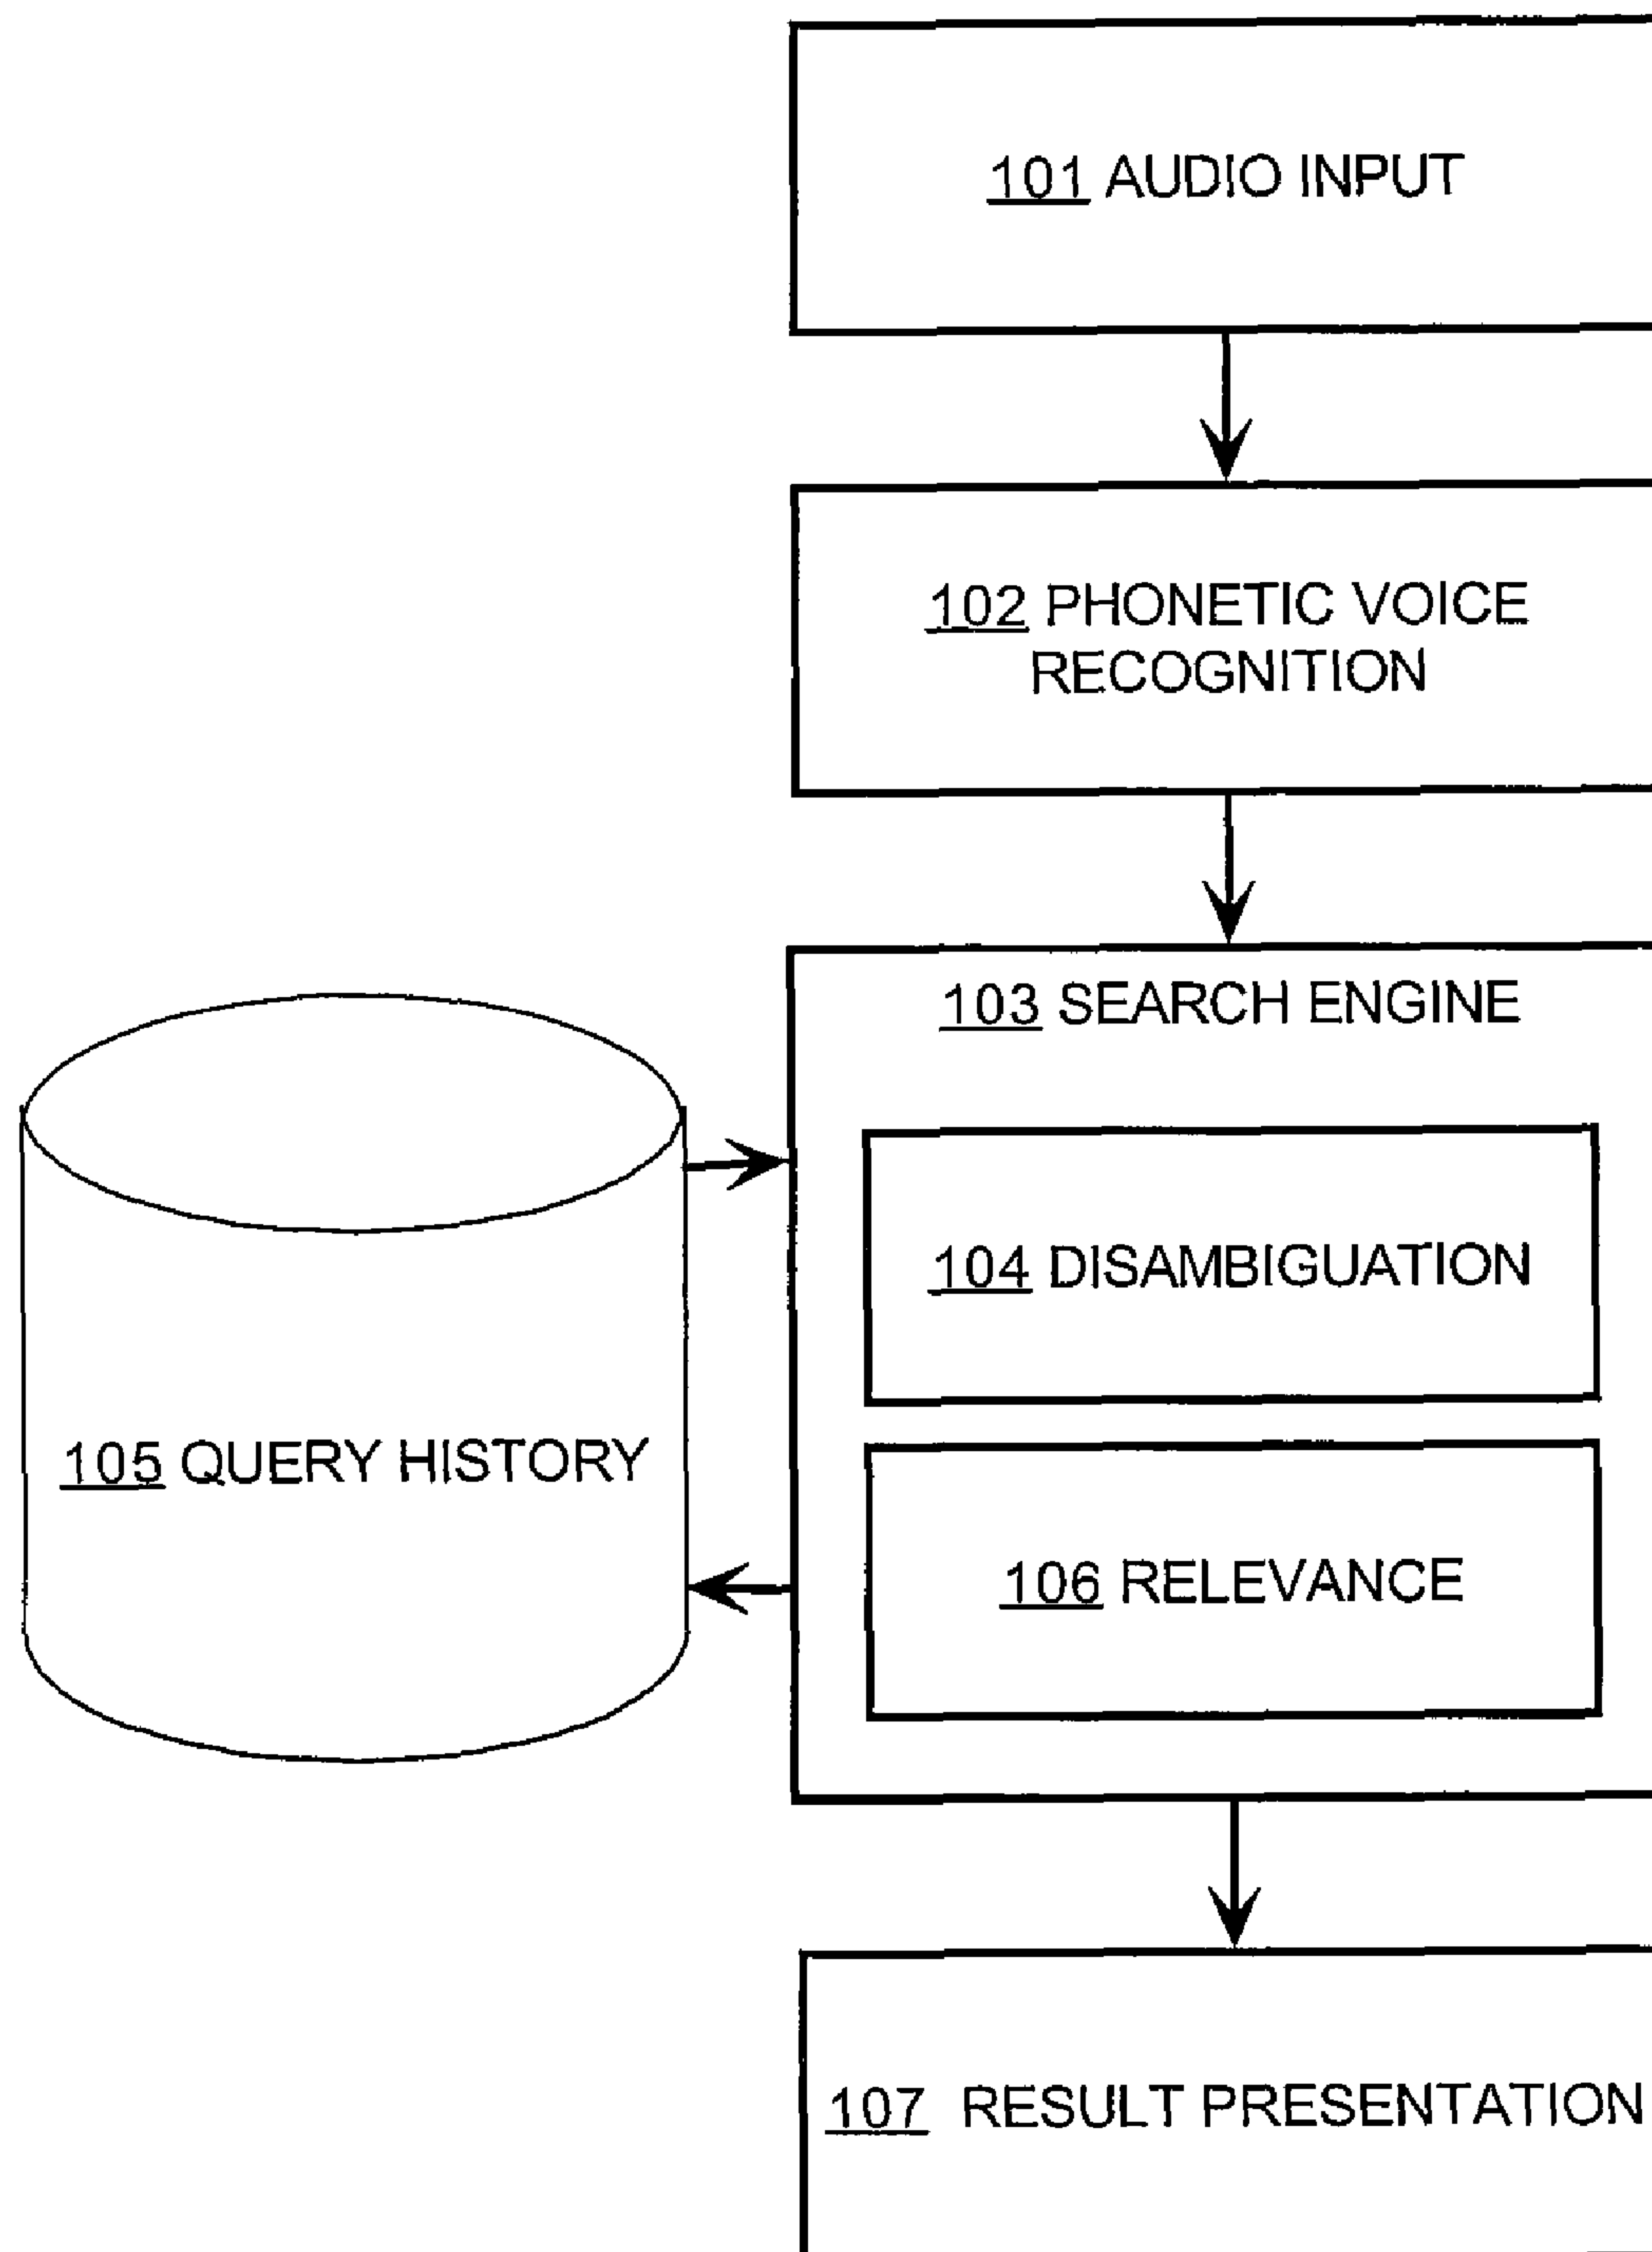 101 AUDIO INPUT
102 PHONETIC VOICE
RECOGNITION
103 SEARCH ENGINE
104 DISAMBIGUATION
105 QUERY HISTORY
106 RELEVANCE
107 RESULT PRESENTATION